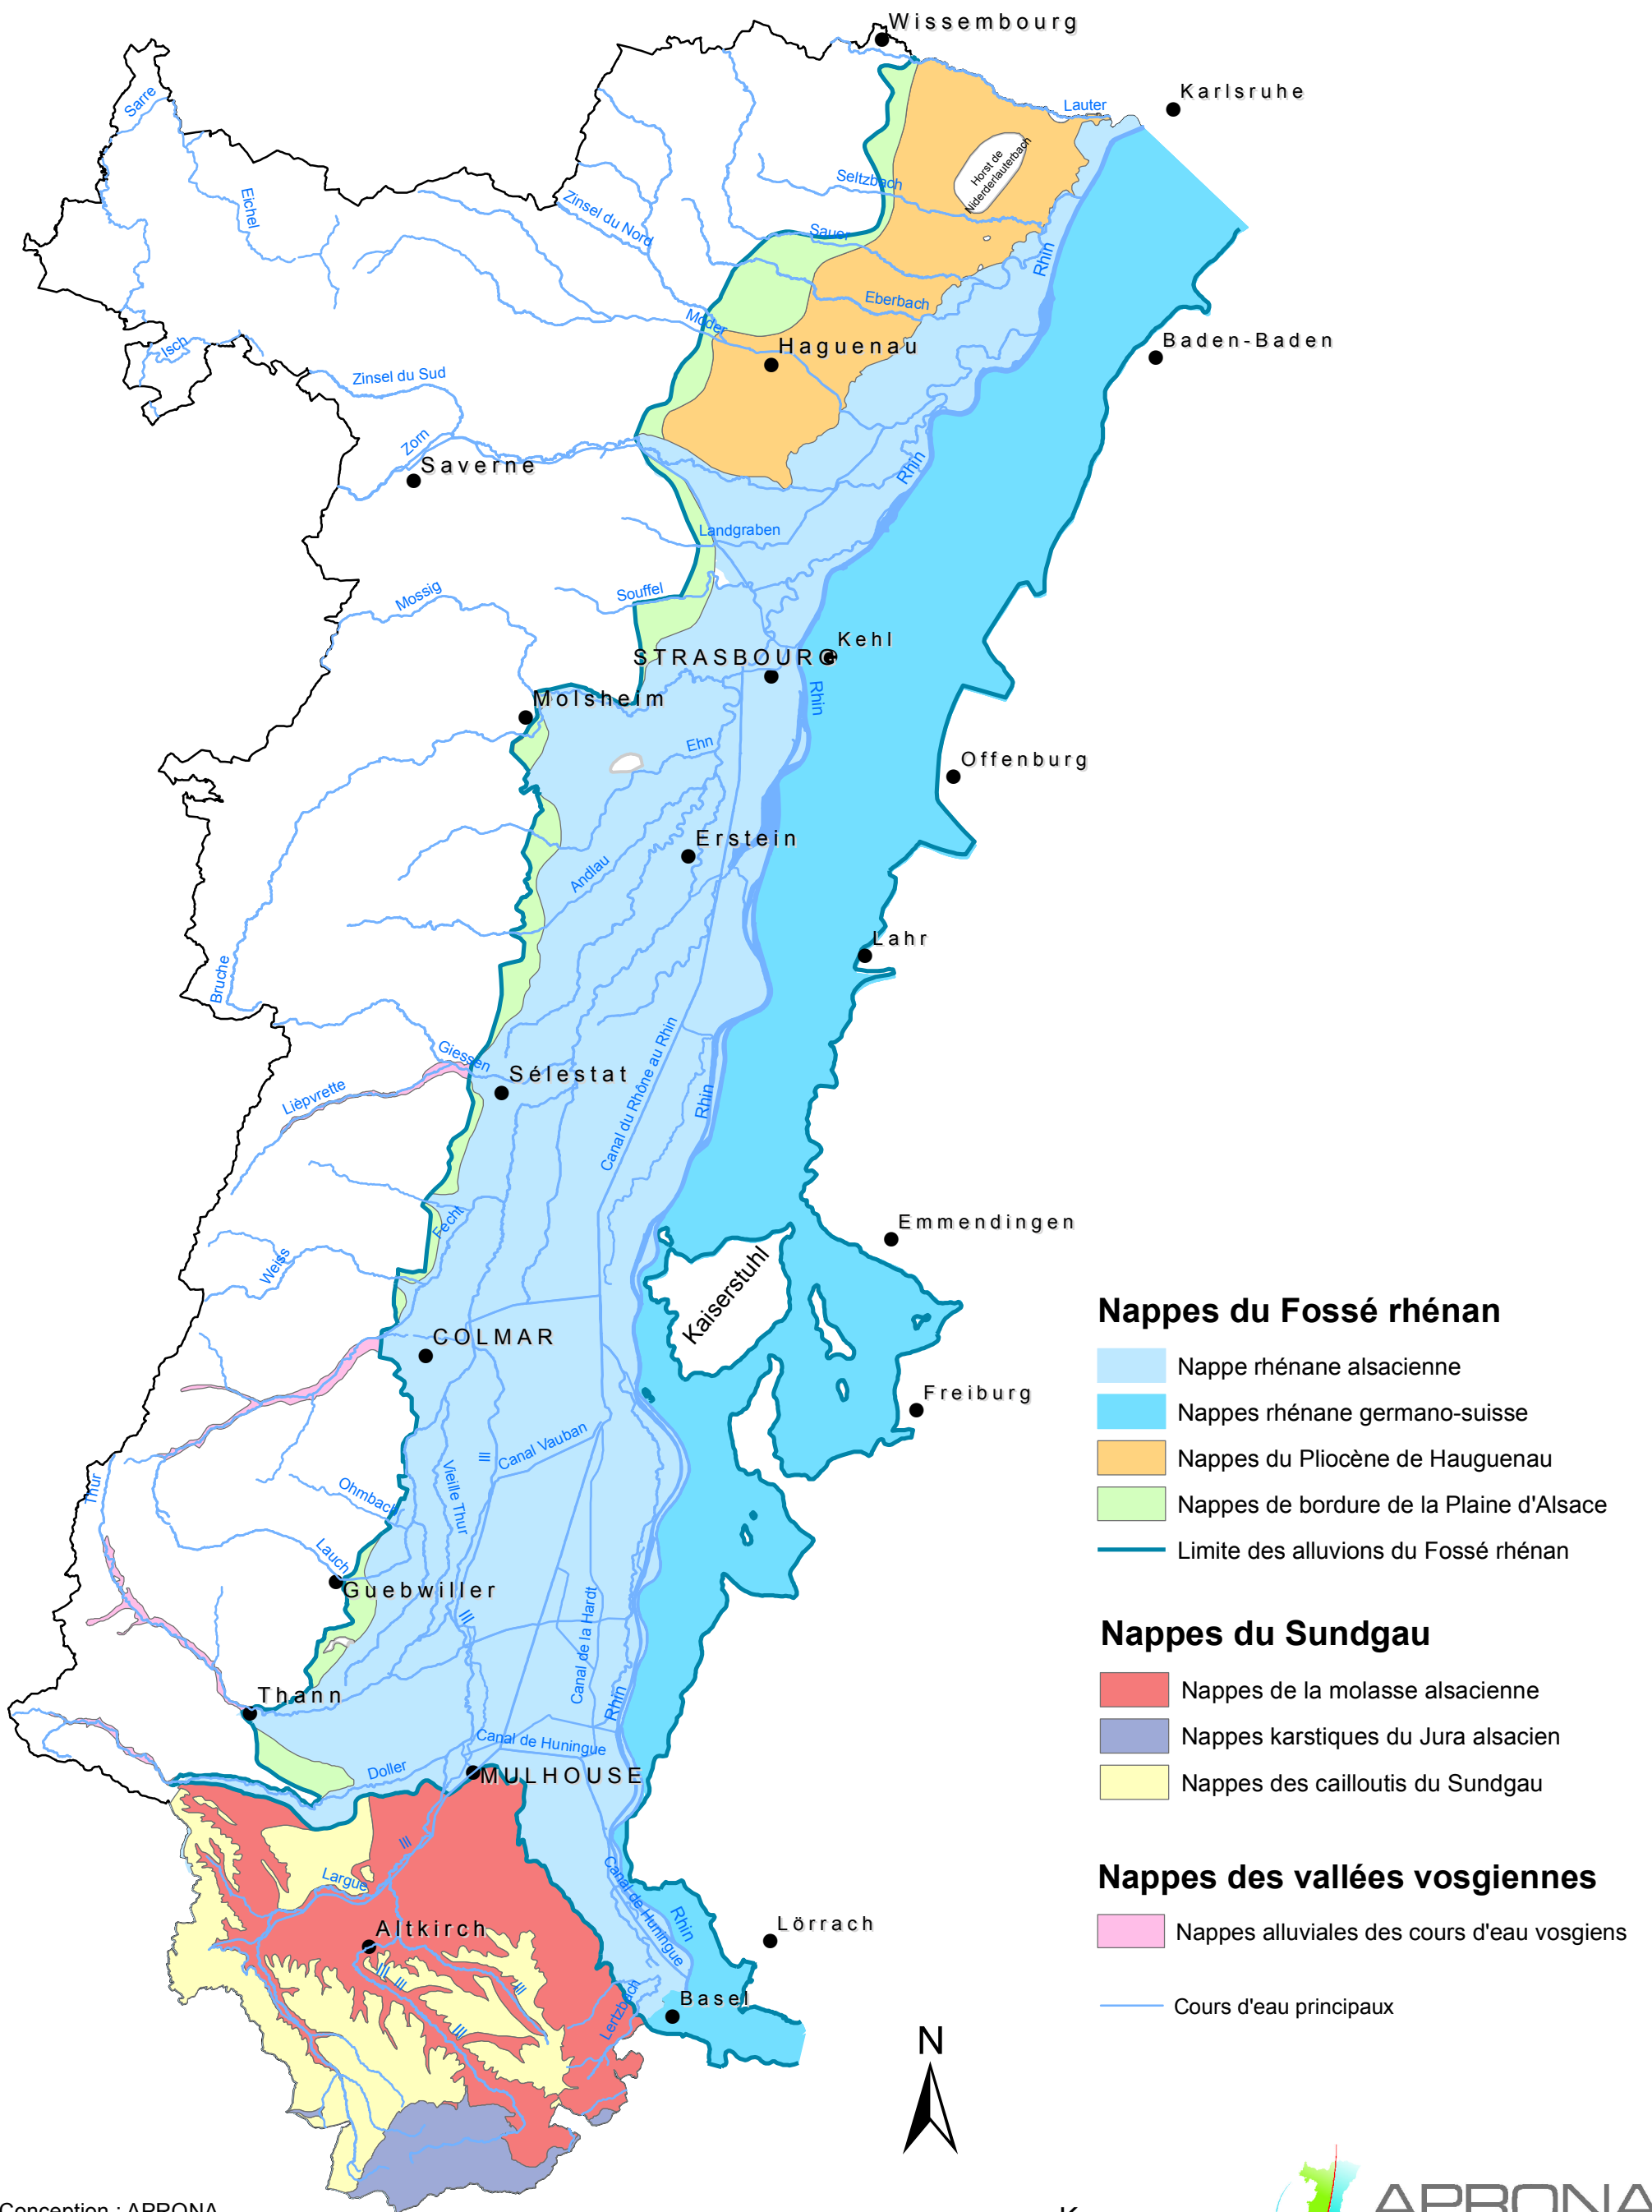 Wissembourg
Karlsruhe
Lauter
Sarre
Horst de
Niderderlauterbach
Seltzbach
Eichel
Zinsel du Nord
Sauer
Rhin
Eberbach
Moder
Haguenau
Baden-Baden
Isch
Zinsel du Sud
Zorn
Saverne
Rhin
Landgraben
Souffel
Mossig
Kehl
STRASBOURG
Rhin
Molsheim
Ehn
Offenburg
Erstein
Andlau
Lahr
Bruche
Giessen
Sélestat
Canal du Rhône au Rhin
Rhin
Lièpvrette
Fecht
Emmendingen
Weiss
Kaiserstuhl
COLMAR
Freiburg
Ill
Canal Vauban
Vieille Thur
Thur
Ohmbach
Lauch
Guebwiller
Ill
Canal de la Hardt
Rhin
Thann
Canal de Huningue
Doller
MULHOUSE
Ill
Largue
Canal de Huningue
Rhin
Altkirch
Lörrach
Ill
Ill
Ill
Ill
Lertzbach
Basel
Nappes du Fossé rhénan
Nappe rhénane alsacienne
Nappes rhénane germano-suisse
Nappes du Pliocène de Hauguenau
Nappes de bordure de la Plaine d'Alsace
Limite des alluvions du Fossé rhénan
Nappes du Sundgau
Nappes de la molasse alsacienne
Nappes karstiques du Jura alsacien
Nappes des cailloutis du Sundgau
Nappes des vallées vosgiennes
Nappes alluviales des cours d'eau vosgiens
Cours d'eau principaux
N
Conception : APRONA
APRONA